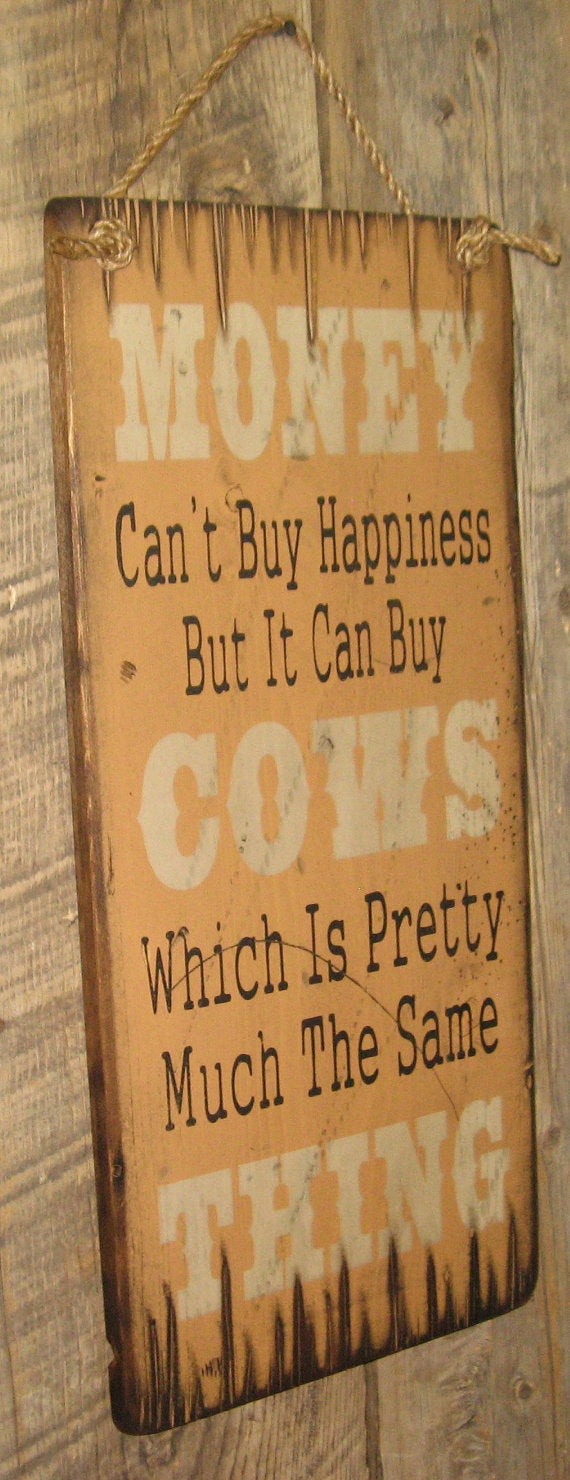 MONEY
Can't Buy Happiness
But It Can Buy
COWS
Which Is Pretty
Much The Same
THING